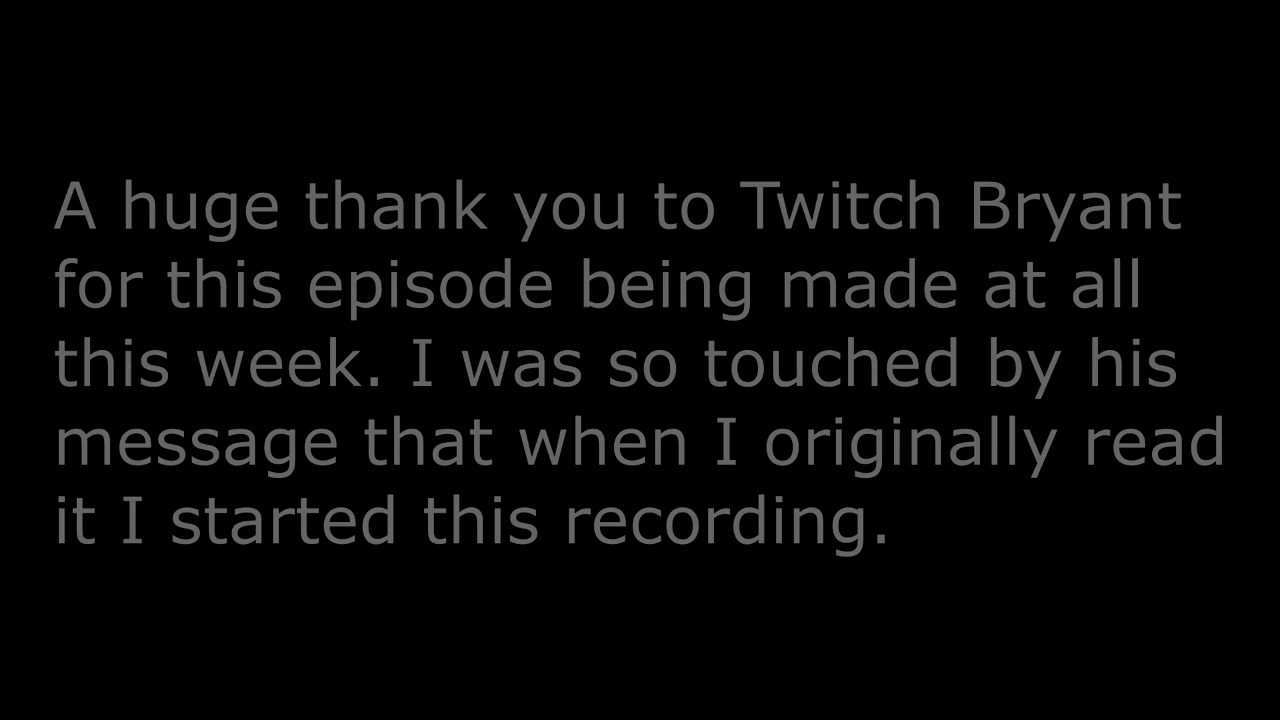 A huge thank you to Twitch Bryant
for this episode being made at all
this week. I was so touched by his
message that when I originally read
it I started this recording.